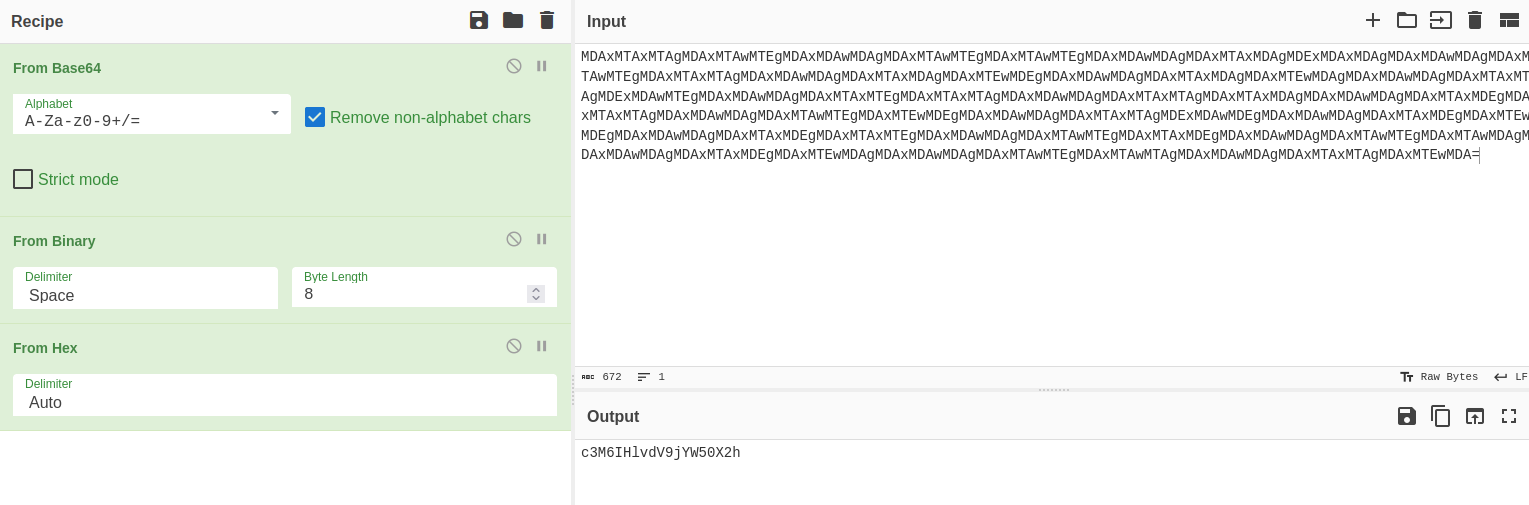 Recipe
From Base64
Alphabet
A-Za-z0-9+/=
Remove non-alphabet chars
Strict mode
From Binary
Delimiter
Space
Byte Length
8
From Hex
Delimiter
Auto
Input
MDAxMTAxMTAgMDAxMTAwMTEgMDAxMDAwMDAgMDAxMTAwMTEgMDAxMTAwMTEgMDAxMDAwMDAgMDAxMTAxMDAgMDExMDAxMDAgMDAxMDAwMDAgMDAxM
TAwMTEgMDAxMTAxMTAgMDAxMDAwMDAgMDAxMTAxMDAgMDAxMTEwMDEgMDAxMDAwMDAgMDAxMTAxMDAgMDAxMTEwMDAgMDAxMDAwMDAgMDAxMTAxMT
AgMDExMDAwMTEgMDAxMDAwMDAgMDAxMTAxMTEgMDAxMTAxMTAgMDAxMDAwMDAgMDAxMTAxMTAgMDAxMTAxMDAgMDAxMDAwMDAgMDAxMTAxMDEgMDA
xMTAxMTAgMDAxMDAwMDAgMDAxMTAwMTEgMDAxMTEwMDEgMDAxMDAwMDAgMDAxMTAxMTAgMDExMDAwMDEgMDAxMDAwMDAgMDAxMTAxMDEgMDAxMTEw
MDEgMDAxMDAwMDAgMDAxMTAxMDEgMDAxMTAxMTEgMDAxMDAwMDAgMDAxMTAwMTEgMDAxMTAxMDEgMDAxMDAwMDAgMDAxMTAwMTEgMDAxMTAwMDAgM
DAxMDAwMDAgMDAxMTAxMDEgMDAxMTEwMDAgMDAxMDAwMDAgMDAxMTAwMTEgMDAxMTAwMTAgMDAxMDAwMDAgMDAxMTAxMTAgMDAxMTEwMDA=
ABC 672 1 Raw Bytes LF
Output
c3M6IHlvdV9jYW50X2h